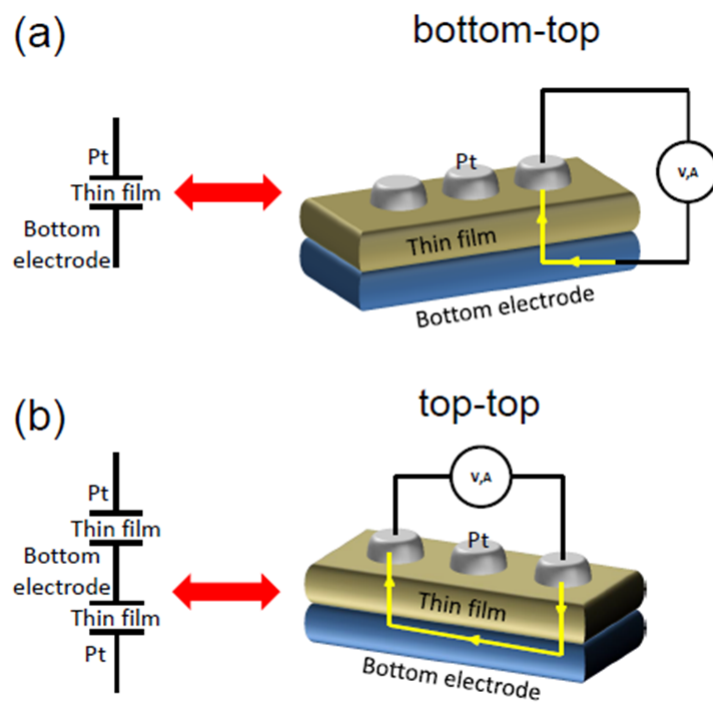 (a)
bottom-top
Pt
Thin film
Bottom
electrode
Pt
Thin film
Bottom electrode
V,A
(b)
top-top
Pt
Thin film
Bottom
electrode
Thin film
Pt
V,A
Pt
Thin film
Bottom electrode